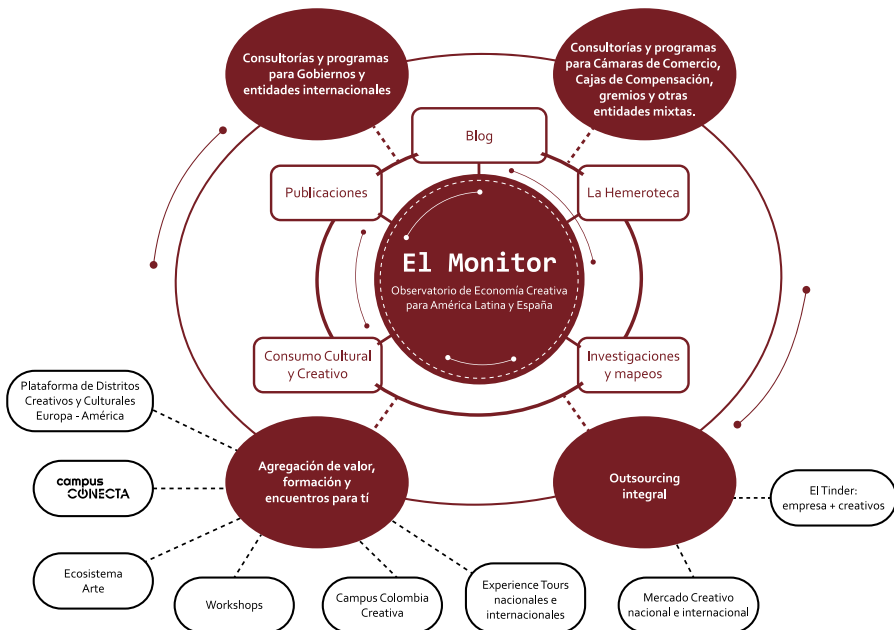 Consultorías y programas
para Gobiernos y
entidades internacionales
Consultorías y programas
para Cámaras de Comercio,
Cajas de Compensación,
gremios y otras
entidades mixtas.
Blog
Publicaciones
La Hemeroteca
El Monitor
Observatorio de Economía Creativa
para América Latina y España
Consumo Cultural
y Creativo
Investigaciones
y mapeos
Plataforma de Distritos
Creativos y Culturales
Europa - América
Agregación de valor,
formación y
encuentros para tí
Outsourcing
integral
campus
CONECTA
El Tinder:
empresa + creativos
Ecosistema
Arte
Workshops
Campus Colombia
Creativa
Experience Tours
nacionales e
internacionales
Mercado Creativo
nacional e internacional